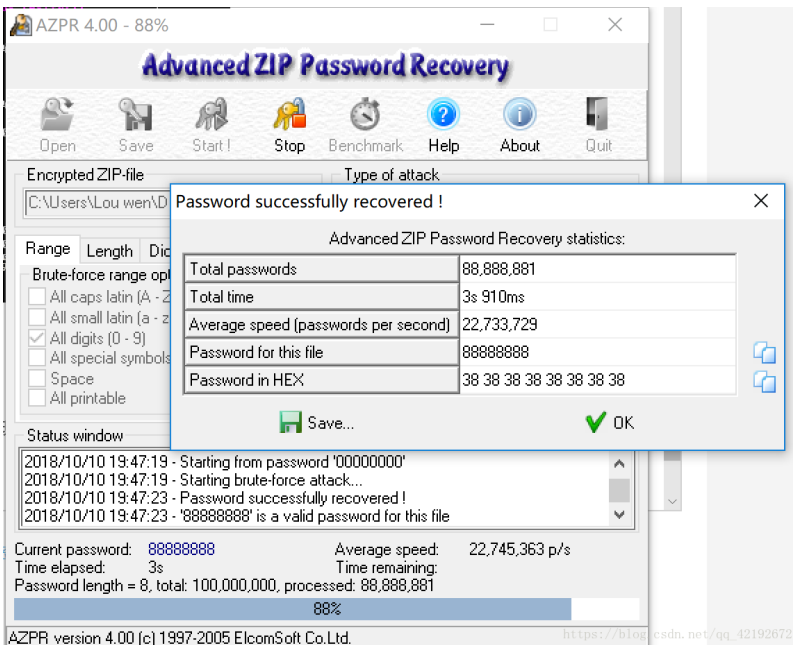 AZPR 4.00 - 88%
Advanced ZIP Password Recovery
Open Save Start! Stop Benchmark Help About Quit
Encrypted ZIP-file Type of attack
C:\Users\Lou wen\D
Password successfully recovered !
Advanced ZIP Password Recovery statistics:
Total passwords 88,888,881
Total time 3s 910ms
Average speed (passwords per second) 22,733,729
Password for this file 88888888
Password in HEX 38 38 38 38 38 38 38 38
Save... OK
Range Length Dic
Brute-force range opt
All caps latin (A - Z
All small latin (a - z
All digits (0 - 9)
All special symbols
Space
All printable
Status window
2018/10/10 19:47:19 - Starting from password '00000000'
2018/10/10 19:47:19 - Starting brute-force attack...
2018/10/10 19:47:23 - Password successfully recovered !
2018/10/10 19:47:23 - '88888888' is a valid password for this file
Current password: 88888888 Average speed: 22,745,363 p/s
Time elapsed: 3s Time remaining:
Password length = 8, total: 100,000,000, processed: 88,888,881
88%
AZPR version 4.00 (c) 1997-2005 ElcomSoft Co.Ltd.
https://blog.csdn.net/qq_42192672